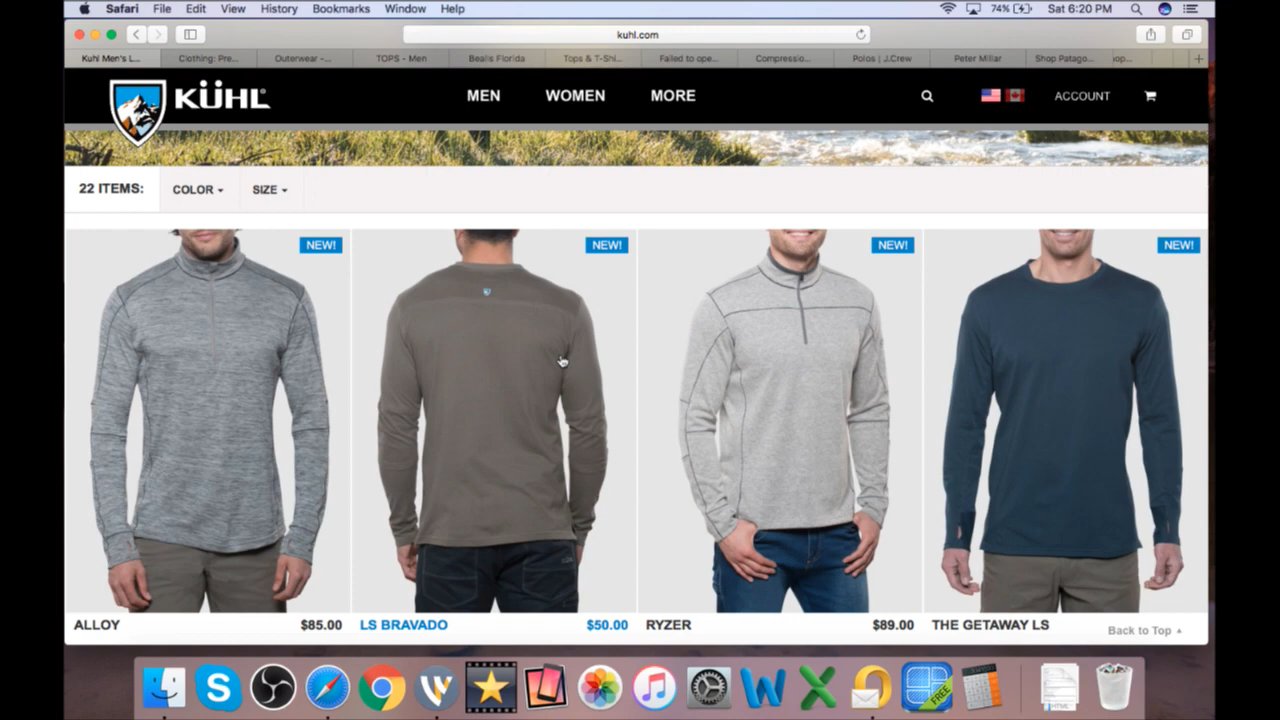 Safari File Edit View History Bookmarks Window Help 74% Sat 6:20 PM
kuhl.com
Kuhl Men's L... Clothing: Pre... Outerwear -... TOPS - Men Bealls Florida Tops & T-Shi... Failed to ope... Compressio... Polos | J.Crew Peter Millar Shop Patago... op...
KÜHL® MEN WOMEN MORE ACCOUNT
22 ITEMS: COLOR SIZE
NEW! NEW! NEW! NEW!
ALLOY $85.00 LS BRAVADO $50.00 RYZER $89.00 THE GETAWAY LS Back to Top
S W X FREE
HTML